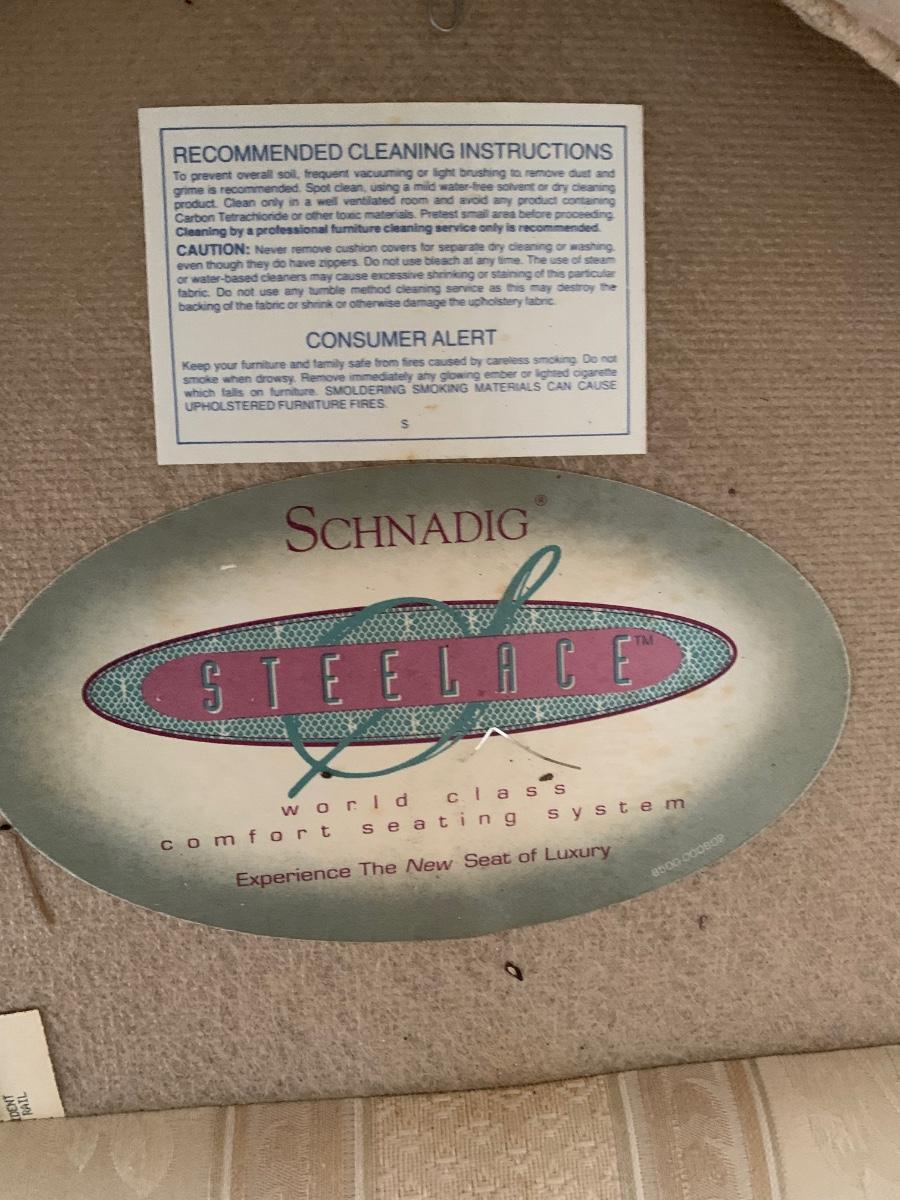 RECOMMENDED CLEANING INSTRUCTIONS
To prevent overall soil, frequent vacuuming or light brushing to remove dust and
grime is recommended. Spot clean, using a mild water-free solvent or dry cleaning
product. Clean only in a well ventilated room and avoid any product containing
Carbon Tetrachloride or other toxic materials. Pretest small area before proceeding.
Cleaning by a professional furniture cleaning service only is recommended.
CAUTION: Never remove cushion covers for separate dry cleaning or washing,
even though they do have zippers. Do not use bleach at any time. The use of steam
or water-based cleaners may cause excessive shrinking or staining of this particular
fabric. Do not use any tumble method cleaning service as this may destroy the
backing of the fabric or shrink or otherwise damage the upholstery fabric.
CONSUMER ALERT
Keep your furniture and family safe from fires caused by careless smoking. Do not
smoke when drowsy. Remove immediately any glowing ember or lighted cigarette
which falls on furniture. SMOLDERING SMOKING MATERIALS CAN CAUSE
UPHOLSTERED FURNITURE FIRES.
S
SCHNADIG®
STEELACE™
world class
comfort seating system
Experience The New Seat of Luxury
DENT
RAIL